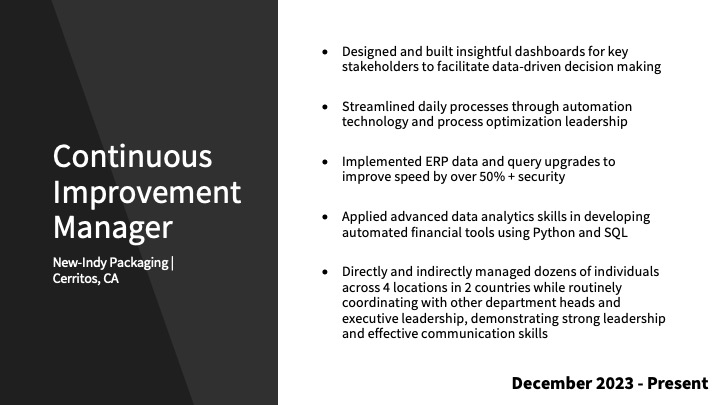 Continuous
Improvement
Manager
New-Indy Packaging |
Cerritos, CA
• Designed and built insightful dashboards for key
stakeholders to facilitate data-driven decision making
• Streamlined daily processes through automation
technology and process optimization leadership
• Implemented ERP data and query upgrades to
improve speed by over 50% + security
• Applied advanced data analytics skills in developing
automated financial tools using Python and SQL
• Directly and indirectly managed dozens of individuals
across 4 locations in 2 countries while routinely
coordinating with other department heads and
executive leadership, demonstrating strong leadership
and effective communication skills
December 2023 - Present